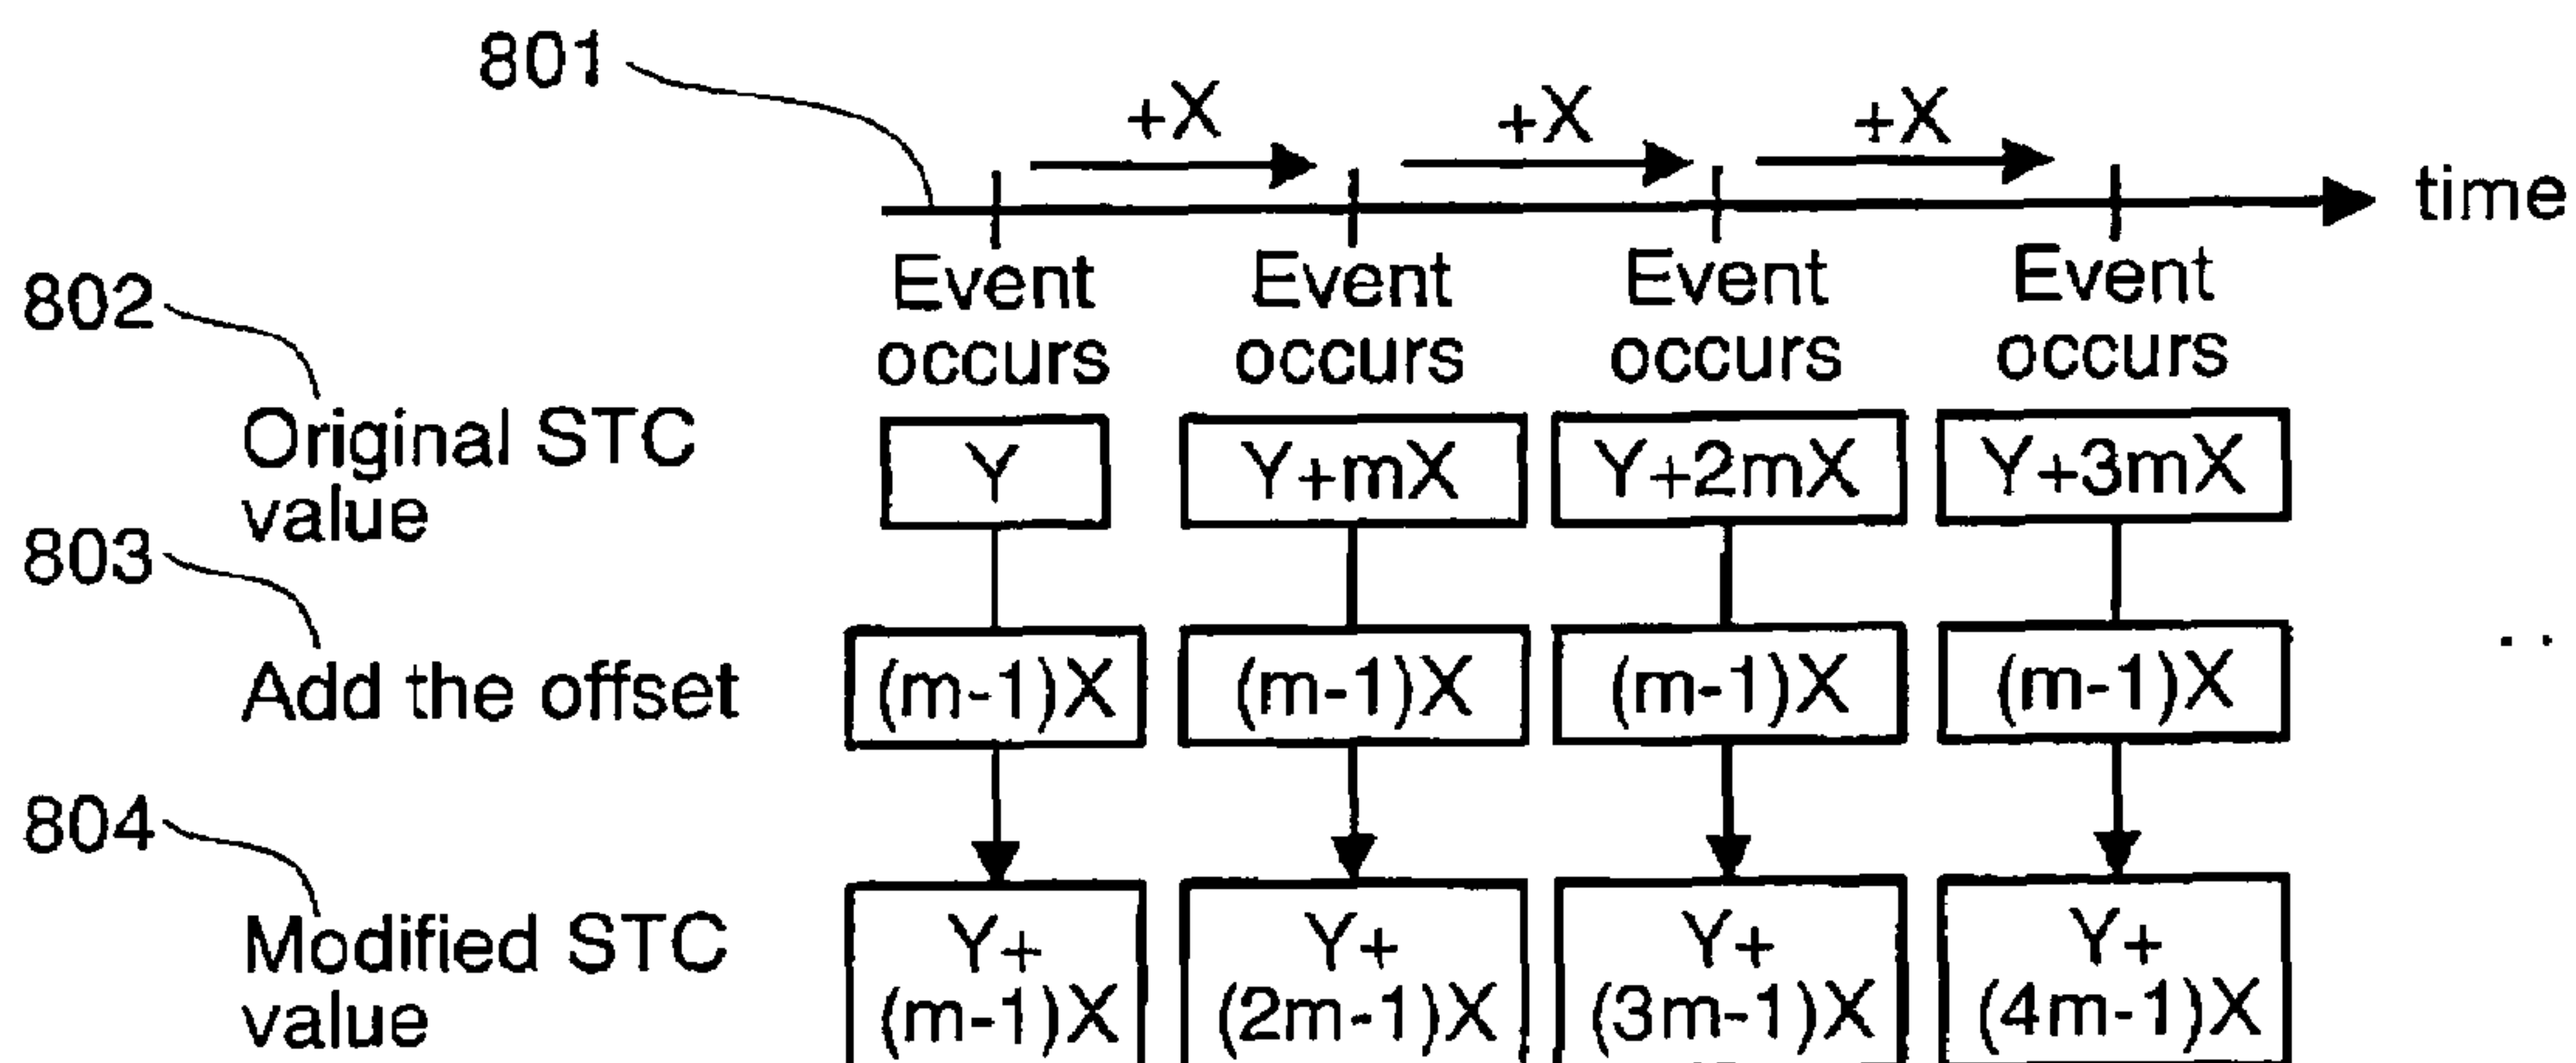 801
+X +X +X
time
Event Event Event Event
occurs occurs occurs occurs
802
Original STC
value
Y Y+mX Y+2mX Y+3mX
803
Add the offset
(m-1)X (m-1)X (m-1)X (m-1)X
..
804
Modified STC
value
Y+ Y+ Y+ Y+
(m-1)X (2m-1)X (3m-1)X (4m-1)X